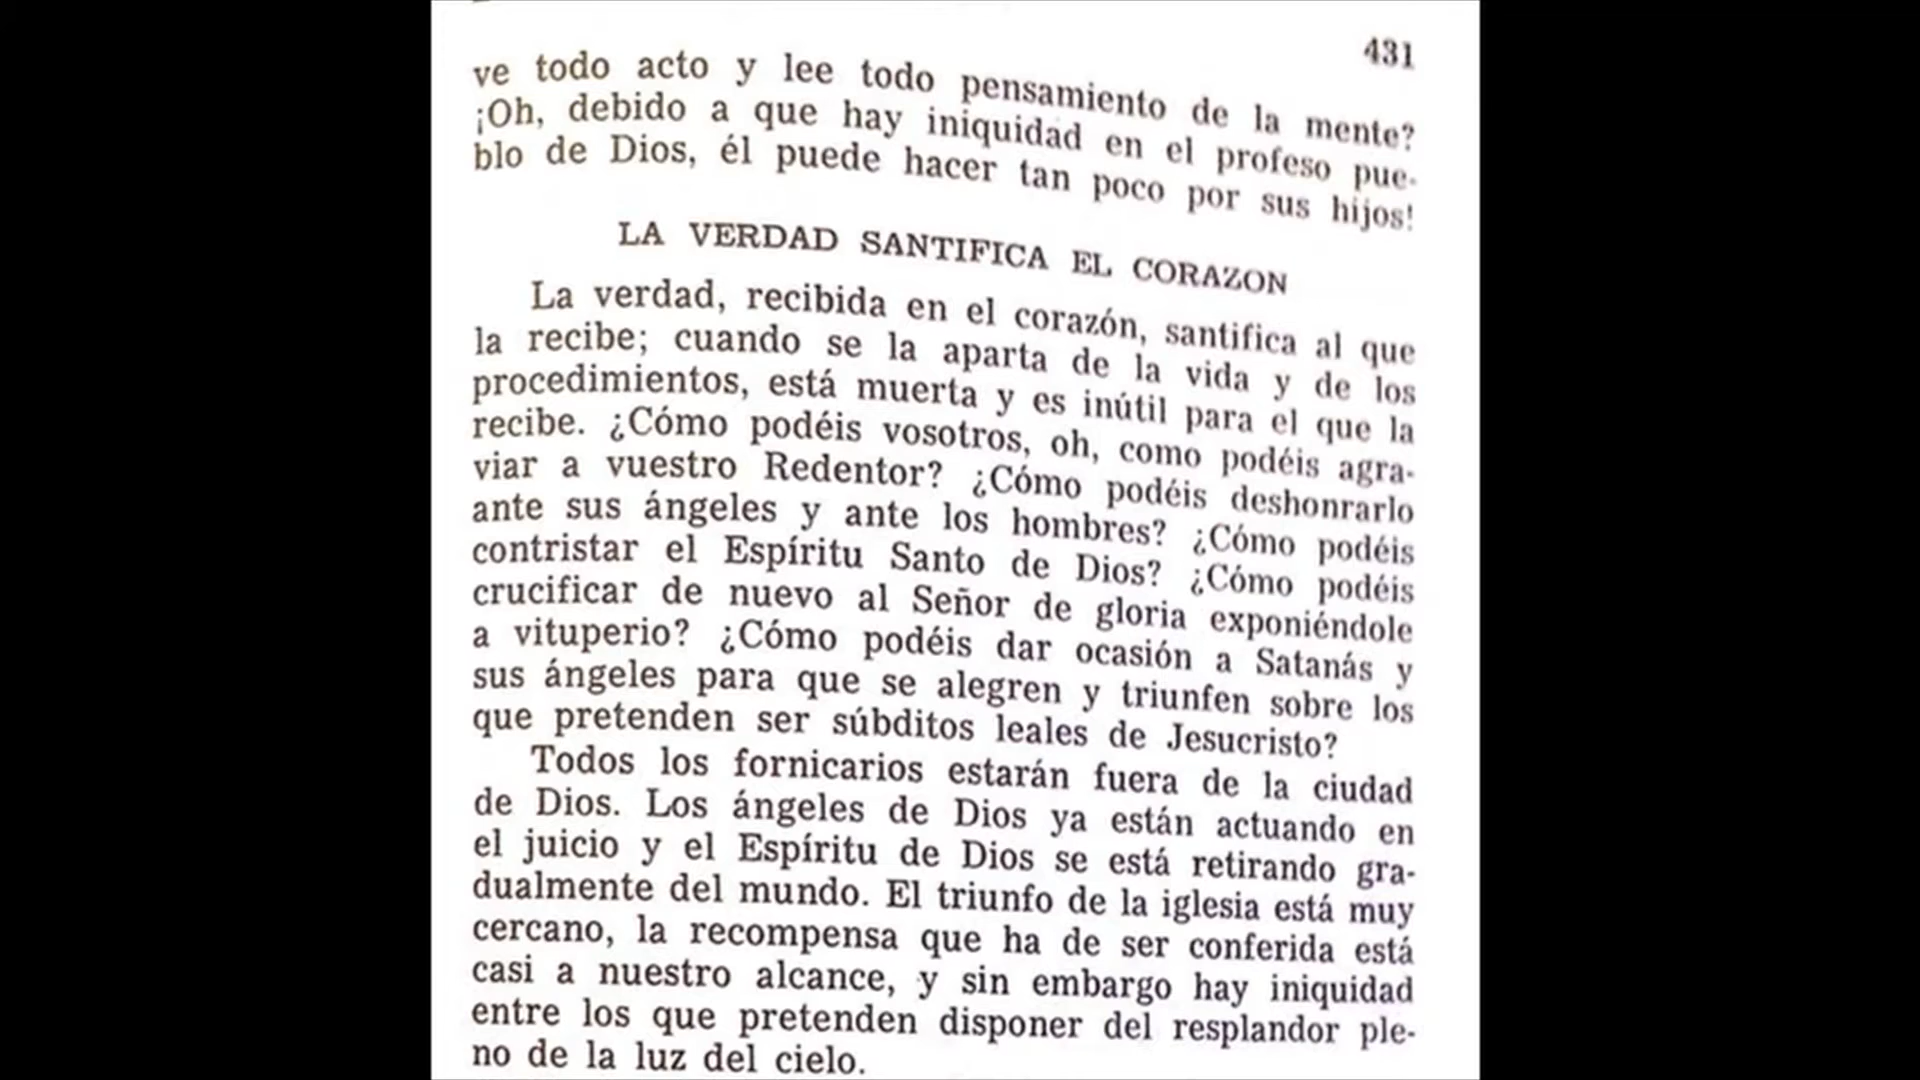 431
ve todo acto y lee todo pensamiento de la mente?
¡Oh, debido a que hay iniquidad en el profeso pue-
blo de Dios, él puede hacer tan poco por sus hijos!
LA VERDAD SANTIFICA EL CORAZON
La verdad, recibida en el corazón, santifica al que
la recibe; cuando se la aparta de la vida y de los
procedimientos, está muerta y es inútil para el que la
recibe. ¿Cómo podéis vosotros, oh, como podéis agra-
viar a vuestro Redentor? ¿Cómo podéis deshonrarlo
ante sus ángeles y ante los hombres? ¿Cómo podéis
contristar el Espíritu Santo de Dios? ¿Cómo podéis
crucificar de nuevo al Señor de gloria exponiéndole
a vituperio? ¿Cómo podéis dar ocasión a Satanás y
sus ángeles para que se alegren y triunfen sobre los
que pretenden ser súbditos leales de Jesucristo?
Todos los fornicarios estarán fuera de la ciudad
de Dios. Los ángeles de Dios ya están actuando en
el juicio y el Espíritu de Dios se está retirando gra-
dualmente del mundo. El triunfo de la iglesia está muy
cercano, la recompensa que ha de ser conferida está
casi a nuestro alcance, y sin embargo hay iniquidad
entre los que pretenden disponer del resplandor ple-
no de la luz del cielo.